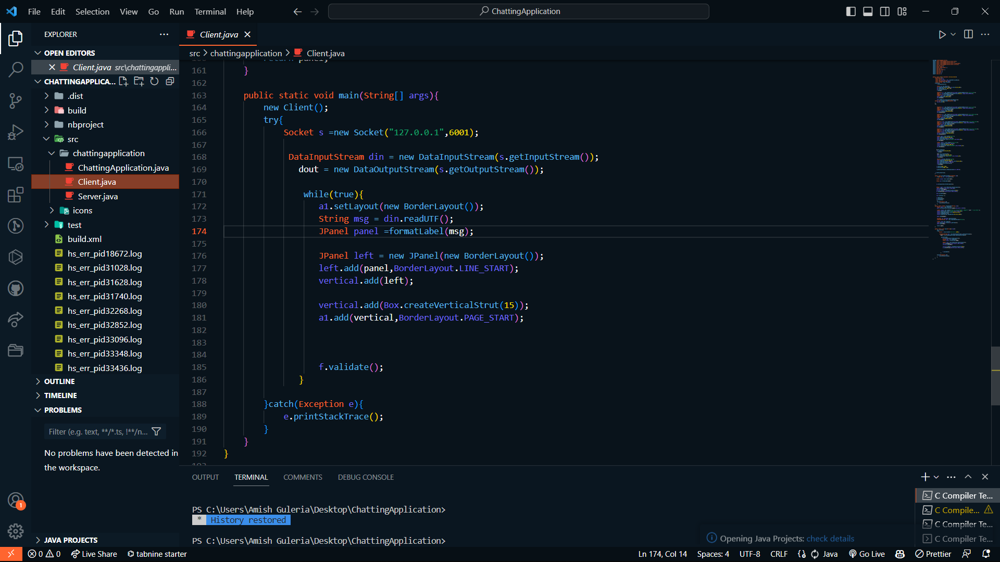 File Edit Selection View Go Run Terminal Help
ChattingApplication
EXPLORER
OPEN EDITORS
Client.java src\chattingappli...
CHATTINGAPPLICA...
.dist
build
nbproject
src
chattingapplication
ChattingApplication.java
Client.java
Server.java
icons
test
build.xml
hs_err_pid18672.log
hs_err_pid31028.log
hs_err_pid31628.log
hs_err_pid31740.log
hs_err_pid32268.log
hs_err_pid32852.log
hs_err_pid33096.log
hs_err_pid33348.log
hs_err_pid33436.log
OUTLINE
TIMELINE
PROBLEMS
Filter (e.g. text, **/*.ts, !**/n...
No problems have been detected in
the workspace.
JAVA PROJECTS
1
Client.java
src > chattingapplication > Client.java
return panel;
161 }
162
163 public static void main(String[] args){
164 new Client();
165 try{
166 Socket s =new Socket("127.0.0.1",6001);
167
168 DataInputStream din = new DataInputStream(s.getInputStream());
169 dout = new DataOutputStream(s.getOutputStream());
170
171 while(true){
172 a1.setLayout(new BorderLayout());
173 String msg = din.readUTF();
174 JPanel panel =formatLabel(msg);
175
176 JPanel left = new JPanel(new BorderLayout());
177 left.add(panel,BorderLayout.LINE_START);
178 vertical.add(left);
179
180 vertical.add(Box.createVerticalStrut(15));
181 a1.add(vertical,BorderLayout.PAGE_START);
182
183
184
185 f.validate();
186 }
187
188 }catch(Exception e){
189 e.printStackTrace();
190 }
191 }
192 }
OUTPUT TERMINAL COMMENTS DEBUG CONSOLE
PS C:\Users\Amish Guleria\Desktop\ChattingApplication>
* History restored
PS C:\Users\Amish Guleria\Desktop\ChattingApplication>
C Compiler Te...
C Compile...
C Compiler Te...
C Compiler Te...
Opening Java Projects: check details
0 0 Live Share tabnine starter
Ln 174, Col 14 Spaces: 4 UTF-8 CRLF Java Go Live Prettier